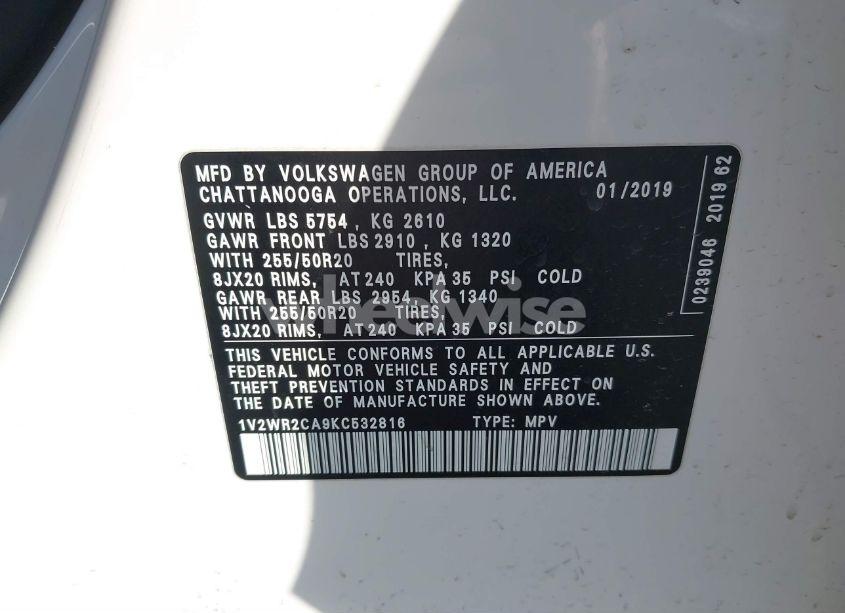 MFD BY VOLKSWAGEN GROUP OF AMERICA
CHATTANOOGA OPERATIONS, LLC. 01/2019
GVWR LBS 5754 , KG 2610
GAWR FRONT LBS 2910 , KG 1320
WITH 255/50R20 TIRES,
8JX20 RIMS, AT 240 KPA 35 PSI COLD
GAWR REAR LBS 2954, KG 1340
WITH 255/50R20 TIRES,
8JX20 RIMS, AT 240 KPA 35 PSI COLD
THIS VEHICLE CONFORMS TO ALL APPLICABLE U.S.
FEDERAL MOTOR VEHICLE SAFETY AND
THEFT PREVENTION STANDARDS IN EFFECT ON
THE DATE OF MANUFACTURE SHOWN ABOVE.
1V2WR2CA9KC532816 TYPE: MPV
0239046 2019 62
wheelwise